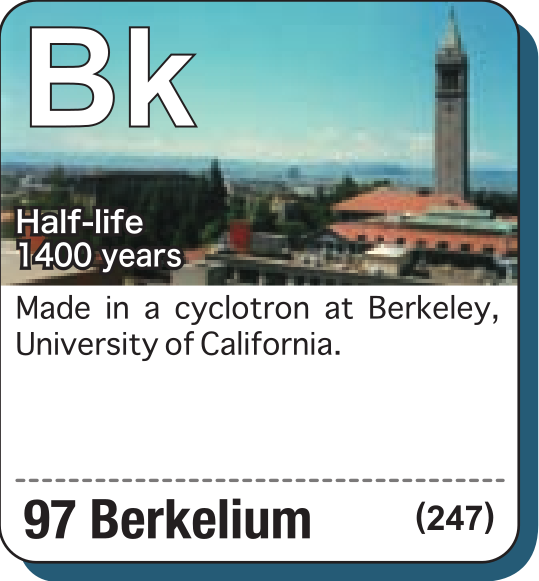 Bk
Half-life
1400 years
Made in a cyclotron at Berkeley,
University of California.
97 Berkelium (247)